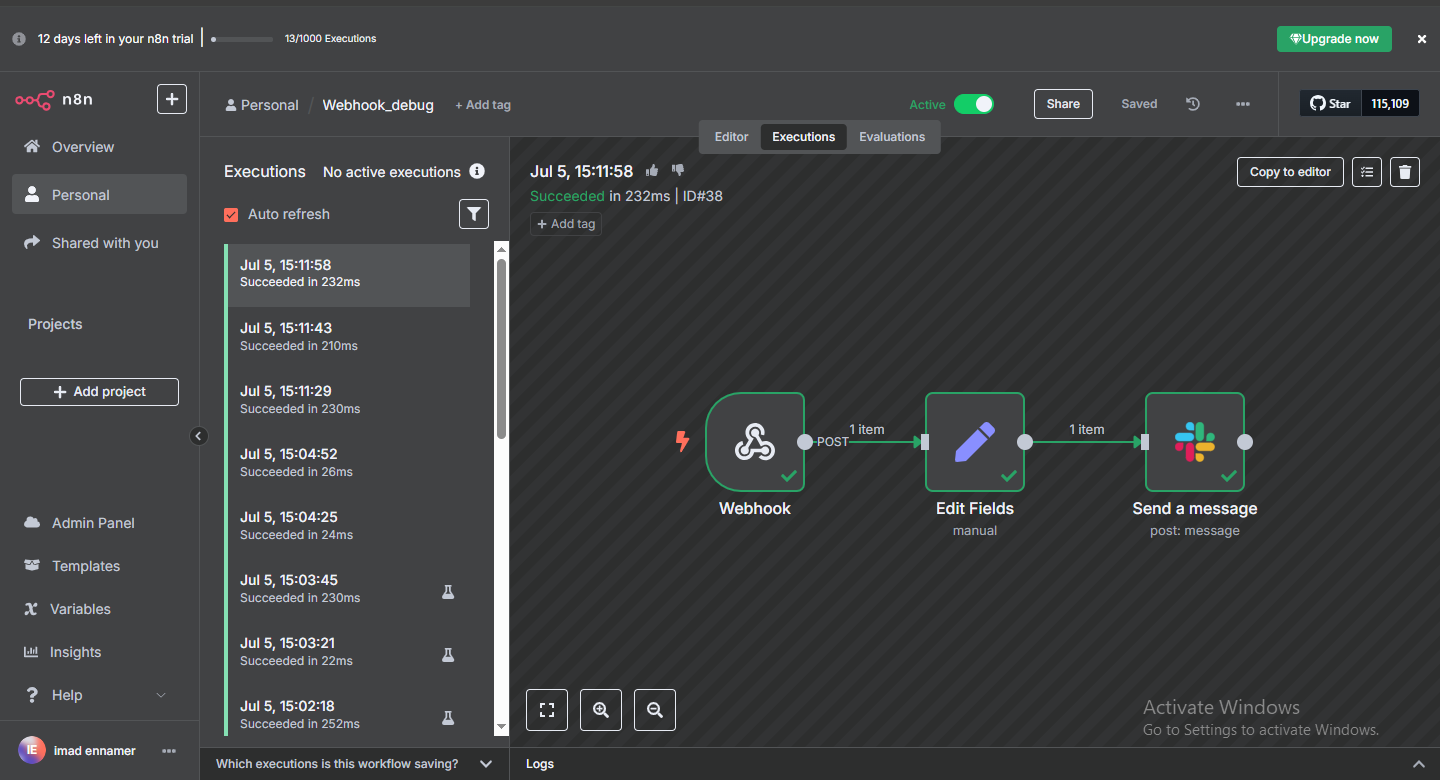 12 days left in your n8n trial
13/1000 Executions
Upgrade now
n8n
Personal / Webhook_debug + Add tag
Active
Share
Saved
Star 115,109
Editor Executions Evaluations
Overview
Personal
Shared with you
Projects
Add project
Admin Panel
Templates
Variables
Insights
Help
IE imad ennamer
Executions No active executions
Auto refresh
Jul 5, 15:11:58
Succeeded in 232ms
Jul 5, 15:11:43
Succeeded in 210ms
Jul 5, 15:11:29
Succeeded in 230ms
Jul 5, 15:04:52
Succeeded in 26ms
Jul 5, 15:04:25
Succeeded in 24ms
Jul 5, 15:03:45
Succeeded in 230ms
Jul 5, 15:03:21
Succeeded in 22ms
Jul 5, 15:02:18
Succeeded in 252ms
Which executions is this workflow saving?
Jul 5, 15:11:58
Succeeded in 232ms | ID#38
+ Add tag
Copy to editor
POST
1 item
1 item
Webhook
Edit Fields
manual
Send a message
post: message
Activate Windows
Go to Settings to activate Windows.
Logs